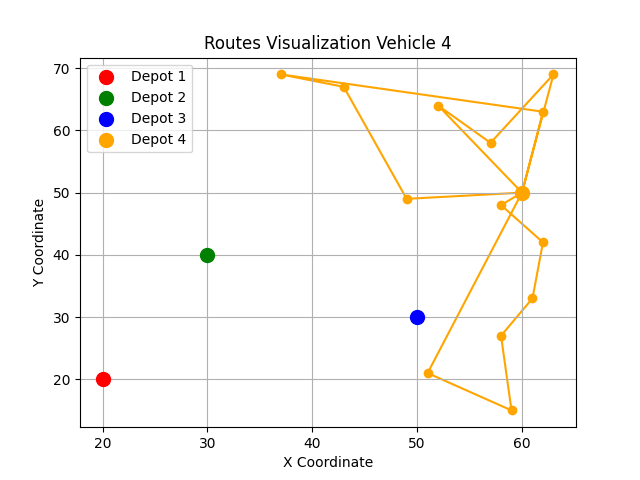 Routes Visualization Vehicle 4
Depot 1
Depot 2
Depot 3
Depot 4
70
60
50
40
30
20
Y Coordinate
20 30 40 50 60
X Coordinate